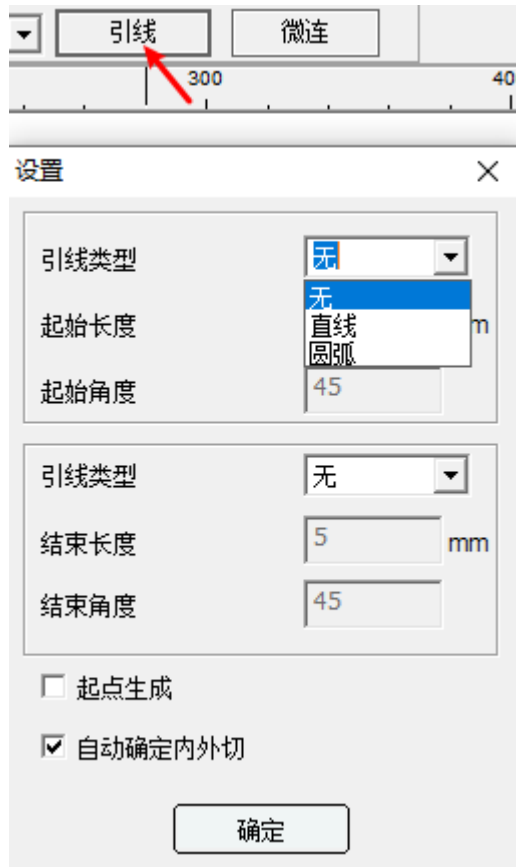 引线 微连
300 40
设置
引线类型 无
无
起始长度 直线 m
圆弧
起始角度 45
引线类型 无
结束长度 5 mm
结束角度 45
起点生成
自动确定内外切
确定